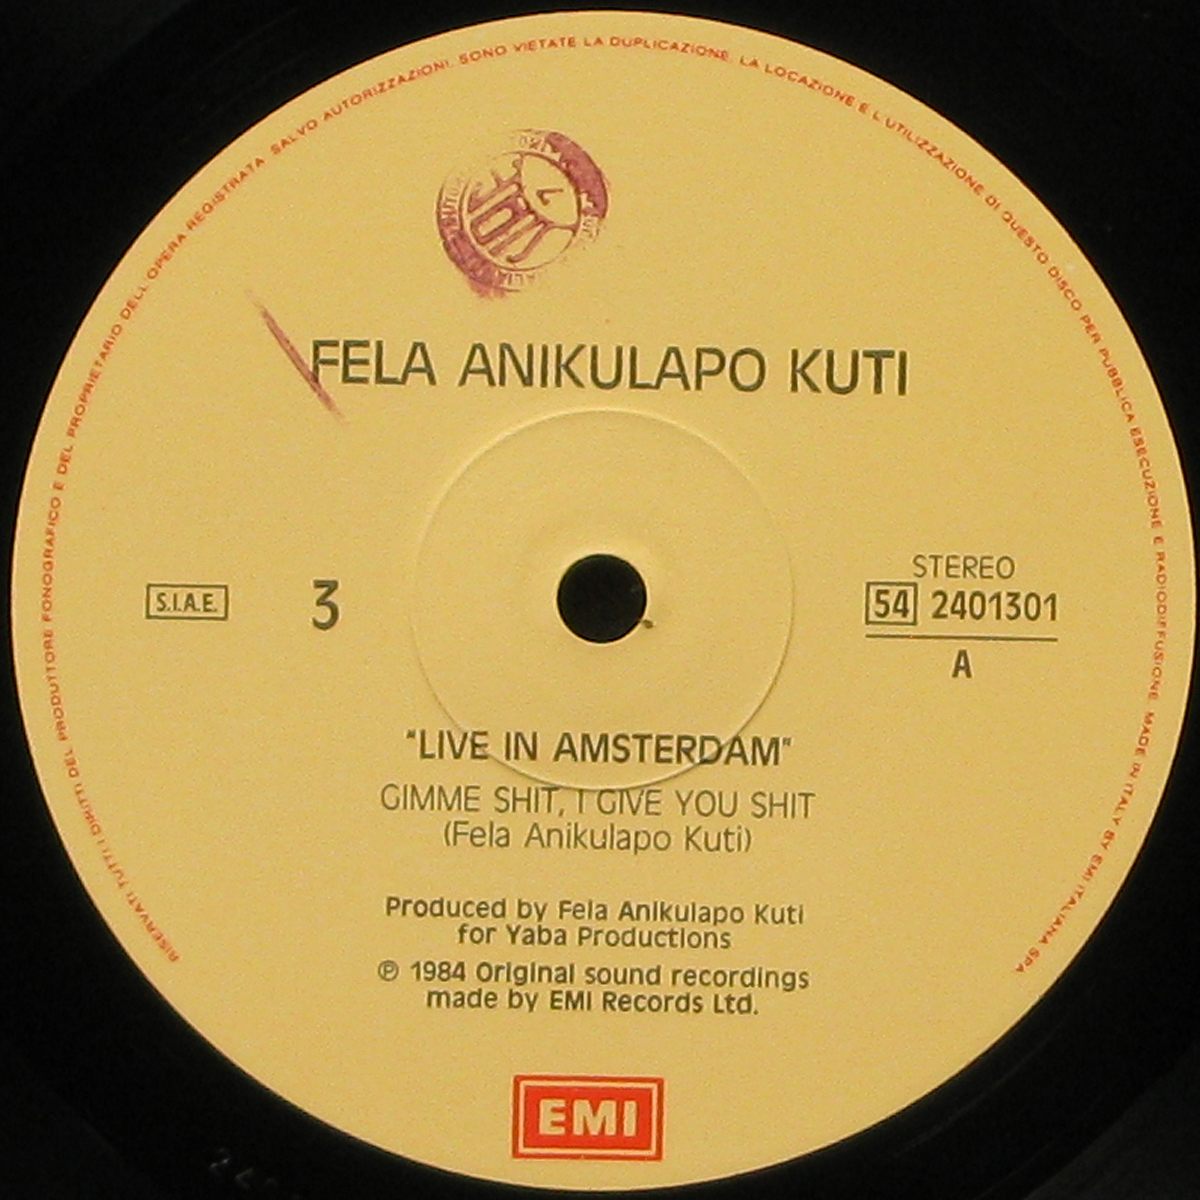 RISERVATI TUTTI I DIRITTI DEL PRODUTTORE FONOGRAFICO E DEL PROPRIETARIO DELL'OPERA REGISTRATA SALVO AUTORIZZAZIONI. SONO VIETATE LA DUPLICAZIONE, LA LOCAZIONE E L'UTILIZZAZIONE DI QUESTO DISCO PER PUBBLICA ESECUZIONE E RADIODIFFUSIONE. MADE IN ITALY BY EMI ITALIANA SPA
FELA ANIKULAPO KUTI
S.I.A.E.
3
STEREO
54 2401301
A
"LIVE IN AMSTERDAM"
GIMME SHIT, I GIVE YOU SHIT
(Fela Anikulapo Kuti)
Produced by Fela Anikulapo Kuti
for Yaba Productions
℗ 1984 Original sound recordings
made by EMI Records Ltd.
EMI